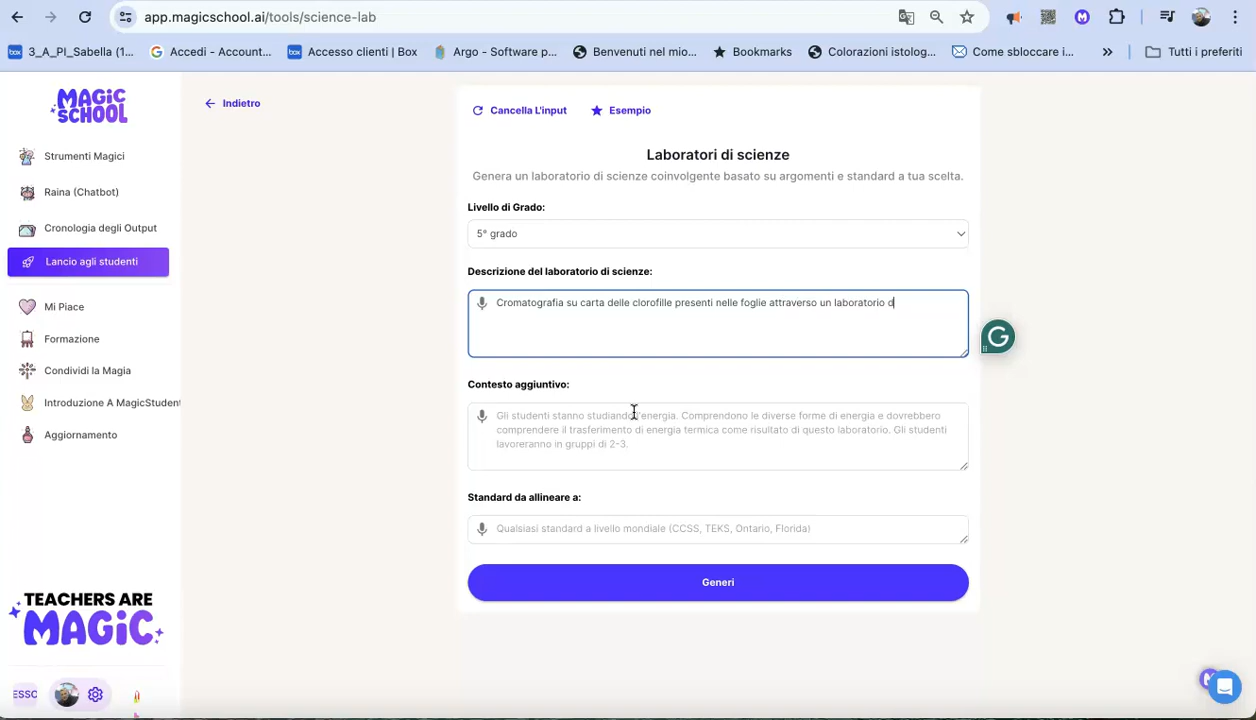 app.magicschool.ai/tools/science-lab
3_A_PI_Sabella (1...
Accedi - Account...
Accesso clienti | Box
Argo - Software p...
Benvenuti nel mio...
Bookmarks
Colorazioni istolog...
Come sbloccare i...
»
Tutti i preferiti
MAGIC
SCHOOL
Strumenti Magici
Raina (Chatbot)
Cronologia degli Output
Lancio agli studenti
Mi Piace
Formazione
Condividi la Magia
Introduzione A MagicStudent
Aggiornamento
TEACHERS ARE
MAGIC
ESSO
Indietro
Cancella L'input
Esempio
Laboratori di scienze
Genera un laboratorio di scienze coinvolgente basato su argomenti e standard a tua scelta.
Livello di Grado:
5° grado
Descrizione del laboratorio di scienze:
Cromatografia su carta delle clorofille presenti nelle foglie attraverso un laboratorio d
Contesto aggiuntivo:
Gli studenti stanno studiando l'energia. Comprendono le diverse forme di energia e dovrebbero
comprendere il trasferimento di energia termica come risultato di questo laboratorio. Gli studenti
lavoreranno in gruppi di 2-3.
Standard da allineare a:
Qualsiasi standard a livello mondiale (CCSS, TEKS, Ontario, Florida)
Generi